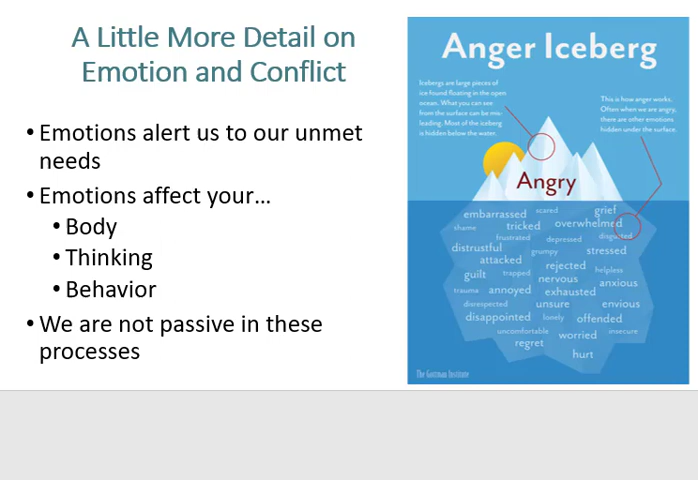 A Little More Detail on
Emotion and Conflict
• Emotions alert us to our unmet
needs
• Emotions affect your…
• Body
• Thinking
• Behavior
• We are not passive in these
processes
Anger Iceberg
Icebergs are large pieces of
ice found floating in the open
ocean. What you can see
from the surface can be mis-
leading. Most of the iceberg
is hidden below the water.
This is how anger works.
Often when we are angry,
there are other emotions
hidden under the surface.
Angry
embarrassed scared grief
shame tricked overwhelmed
frustrated depressed disgusted
distrustful grumpy stressed
attacked rejected helpless
guilt trapped nervous anxious
trauma annoyed exhausted
disrespected unsure envious
disappointed lonely offended
uncomfortable worried insecure
regret
hurt
The Gottman Institute